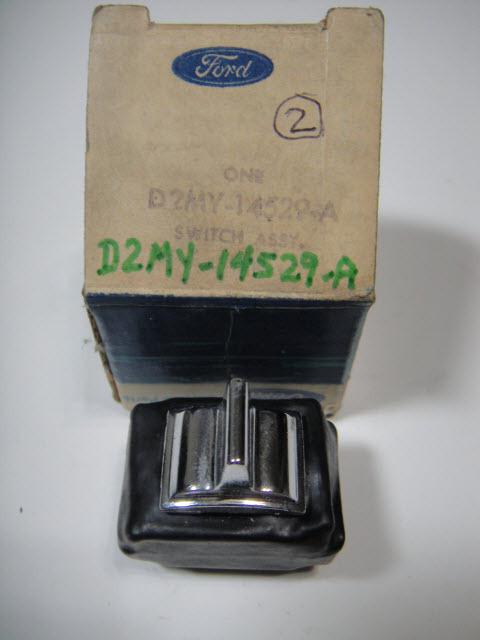 Ford
2
ONE
D2MY-14529-A
SWITCH ASSY.
D2MY-14529-A